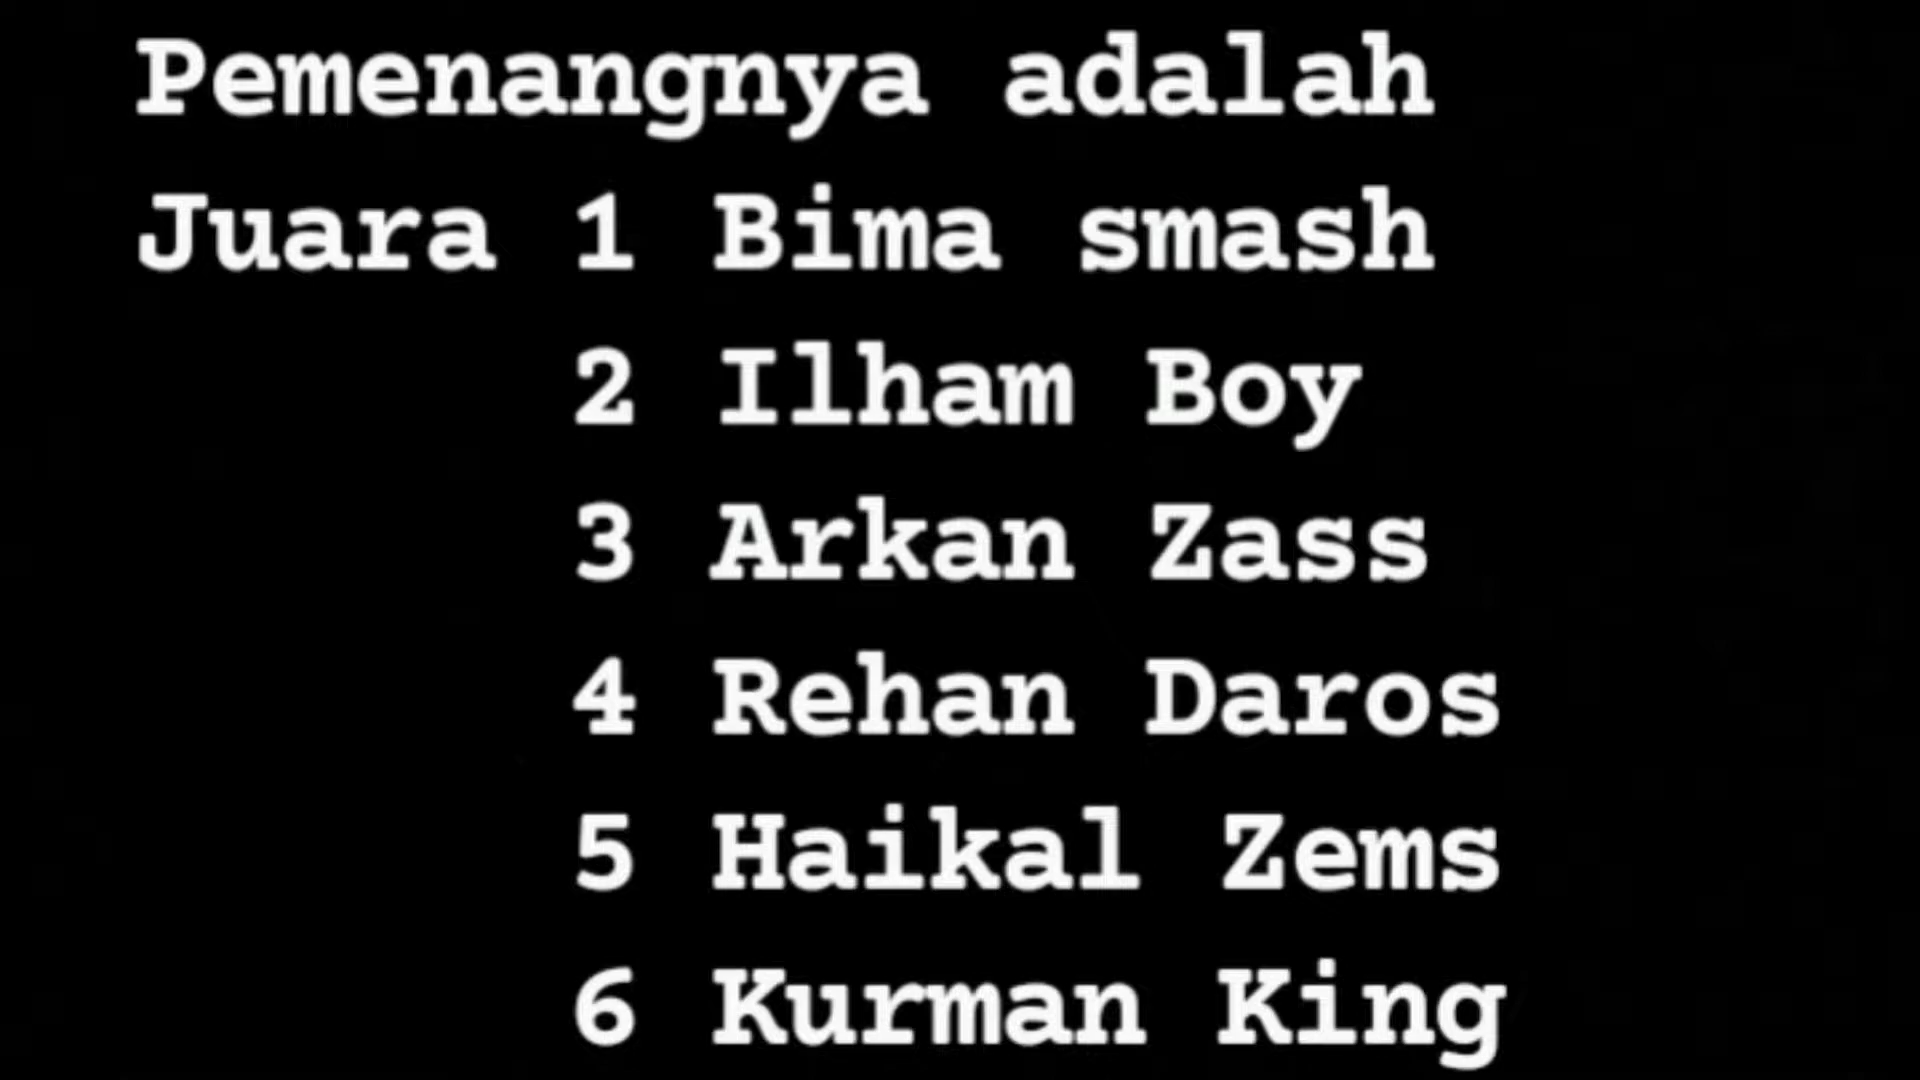 Pemenangnya adalah
Juara 1 Bima smash
2 Ilham Boy
3 Arkan Zass
4 Rehan Daros
5 Haikal Zems
6 Kurman King